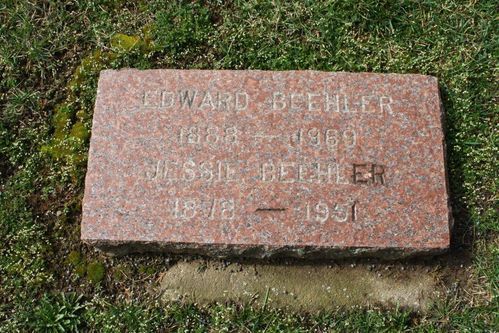 EDWARD BEEHLER
1888 — 1969
JESSIE BEEHLER
1878 — 1951